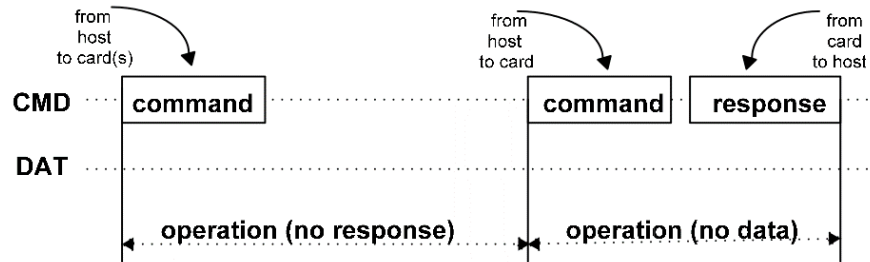 from
host
to card(s)
from
host
to card
from
card
to host
CMD
command
command
response
DAT
operation (no response)
operation (no data)